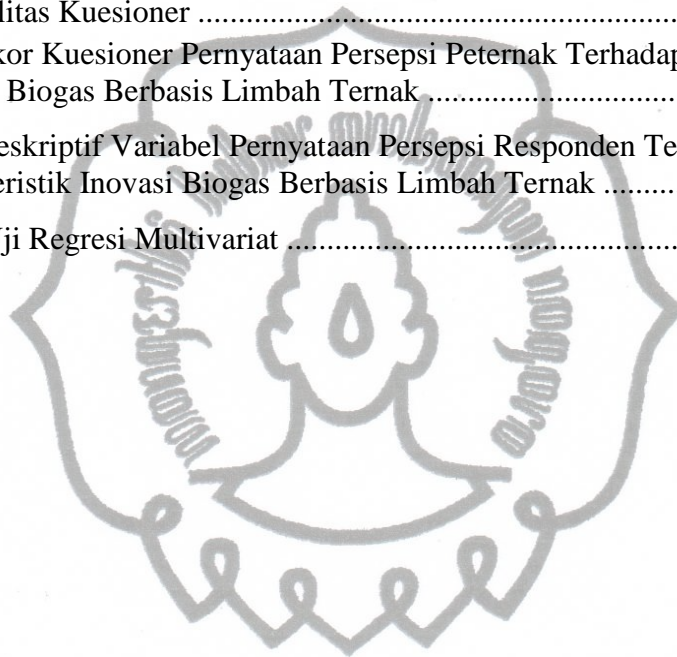 litas Kuesioner ......................................................................
kor Kuesioner Pernyataan Persepsi Peternak Terhadap
Biogas Berbasis Limbah Ternak ....................................
eskriptif Variabel Pernyataan Persepsi Responden Te
eristik Inovasi Biogas Berbasis Limbah Ternak .........
ji Regresi Multivariat ........................................................